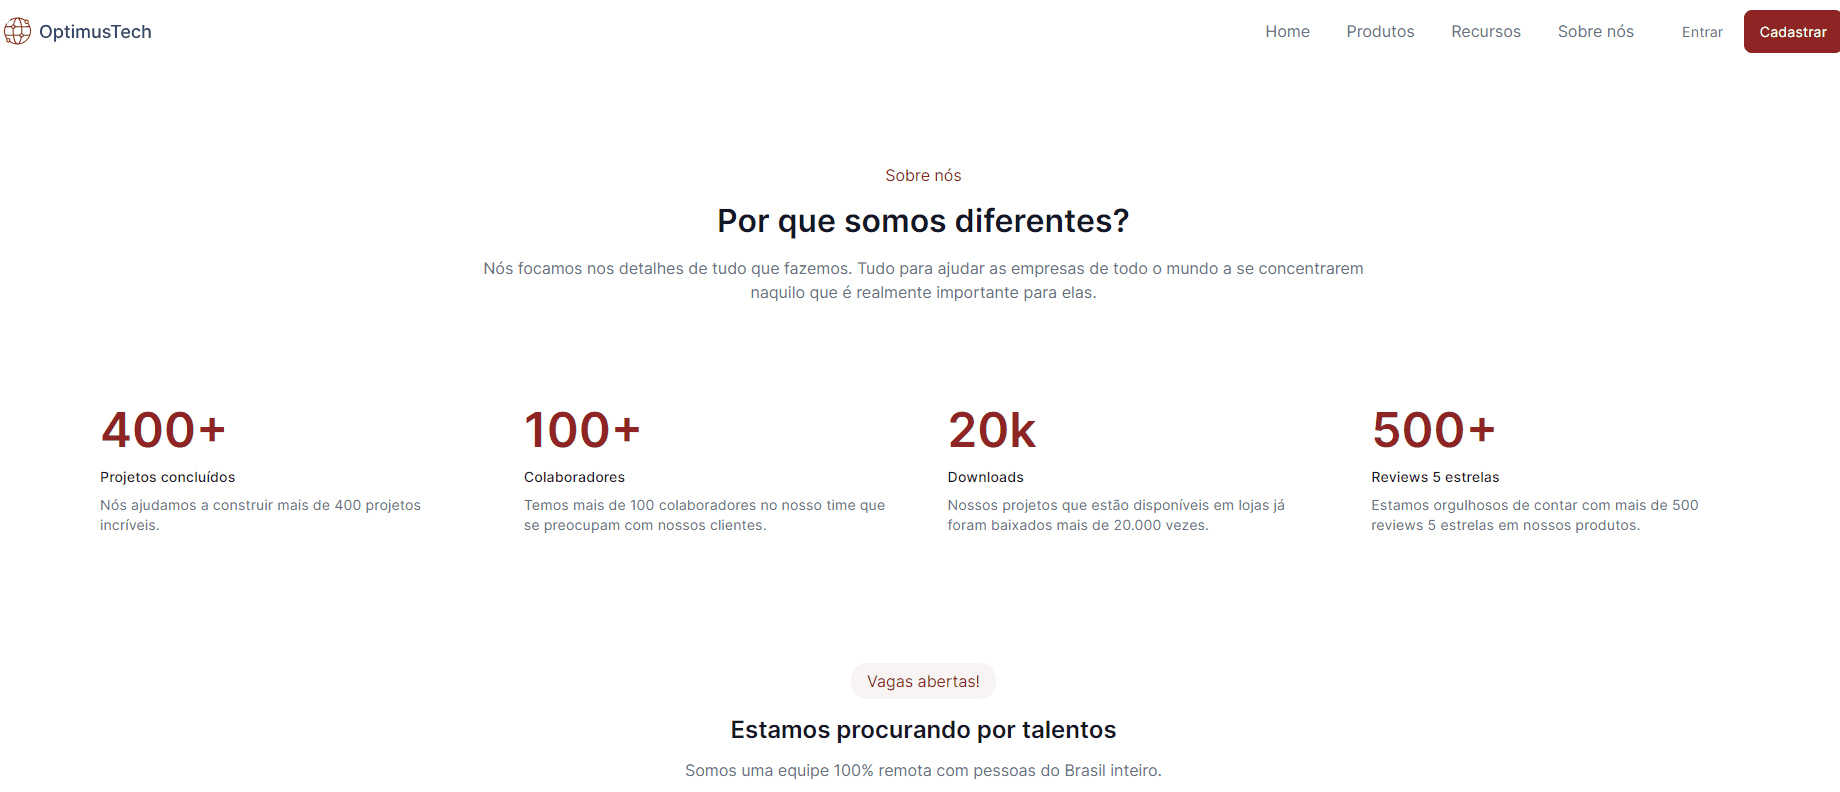 OptimusTech
Home Produtos Recursos Sobre nós Entrar Cadastrar
Sobre nós
Por que somos diferentes?
Nós focamos nos detalhes de tudo que fazemos. Tudo para ajudar as empresas de todo o mundo a se concentrarem
naquilo que é realmente importante para elas.
400+
Projetos concluídos
Nós ajudamos a construir mais de 400 projetos
incríveis.
100+
Colaboradores
Temos mais de 100 colaboradores no nosso time que
se preocupam com nossos clientes.
20k
Downloads
Nossos projetos que estão disponíveis em lojas já
foram baixados mais de 20.000 vezes.
500+
Reviews 5 estrelas
Estamos orgulhosos de contar com mais de 500
reviews 5 estrelas em nossos produtos.
Vagas abertas!
Estamos procurando por talentos
Somos uma equipe 100% remota com pessoas do Brasil inteiro.